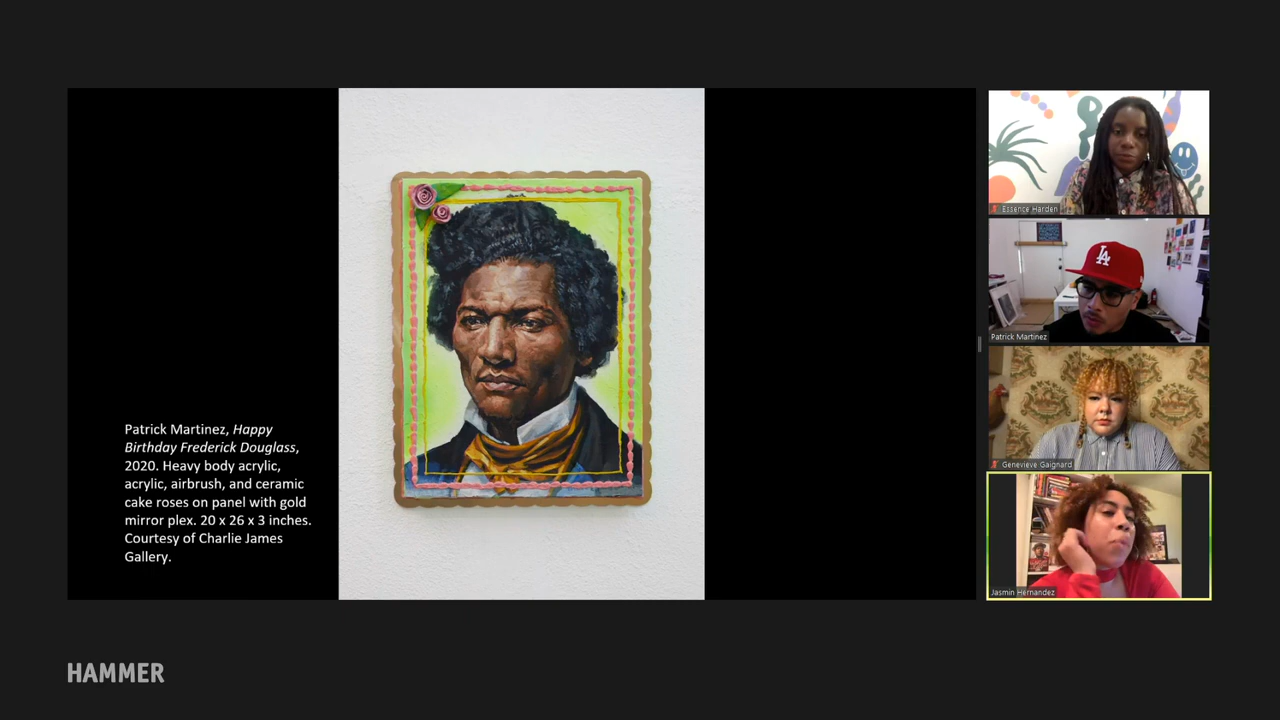 Patrick Martinez, Happy
Birthday Frederick Douglass,
2020. Heavy body acrylic,
acrylic, airbrush, and ceramic
cake roses on panel with gold
mirror plex. 20 x 26 x 3 inches.
Courtesy of Charlie James
Gallery.
Essence Harden
LA
Patrick Martinez
Genevieve Gaignard
Jasmin Hernandez
HAMMER